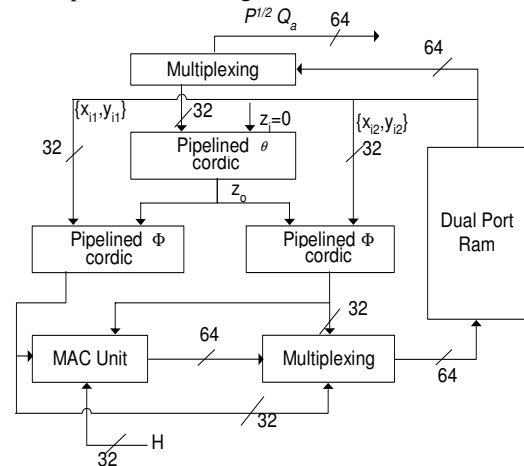 P^{1/2} Q_a
64
64
Multiplexing
{x_{i1},y_{i1}}
32
z_i=0
{x_{i2},y_{i2}}
32
32
Pipelined θ
cordic
z_o
Dual Port
Ram
Pipelined Φ
cordic
Pipelined Φ
cordic
32
MAC Unit
64
Multiplexing
64
32
32
H